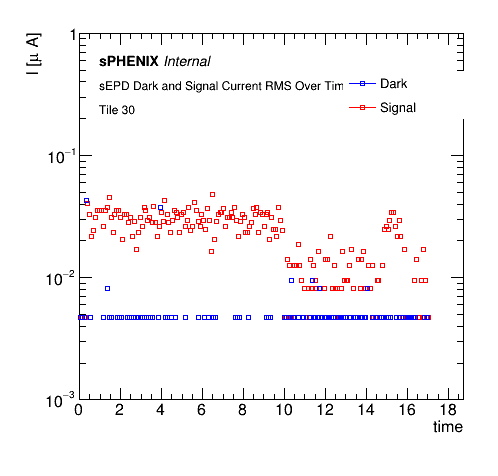 I [μ A]
1
sPHENIX Internal
sEPD Dark and Signal Current RMS Over Tim
Tile 30
Dark
Signal
10⁻¹
10⁻²
10⁻³
0 2 4 6 8 10 12 14 16 18
time